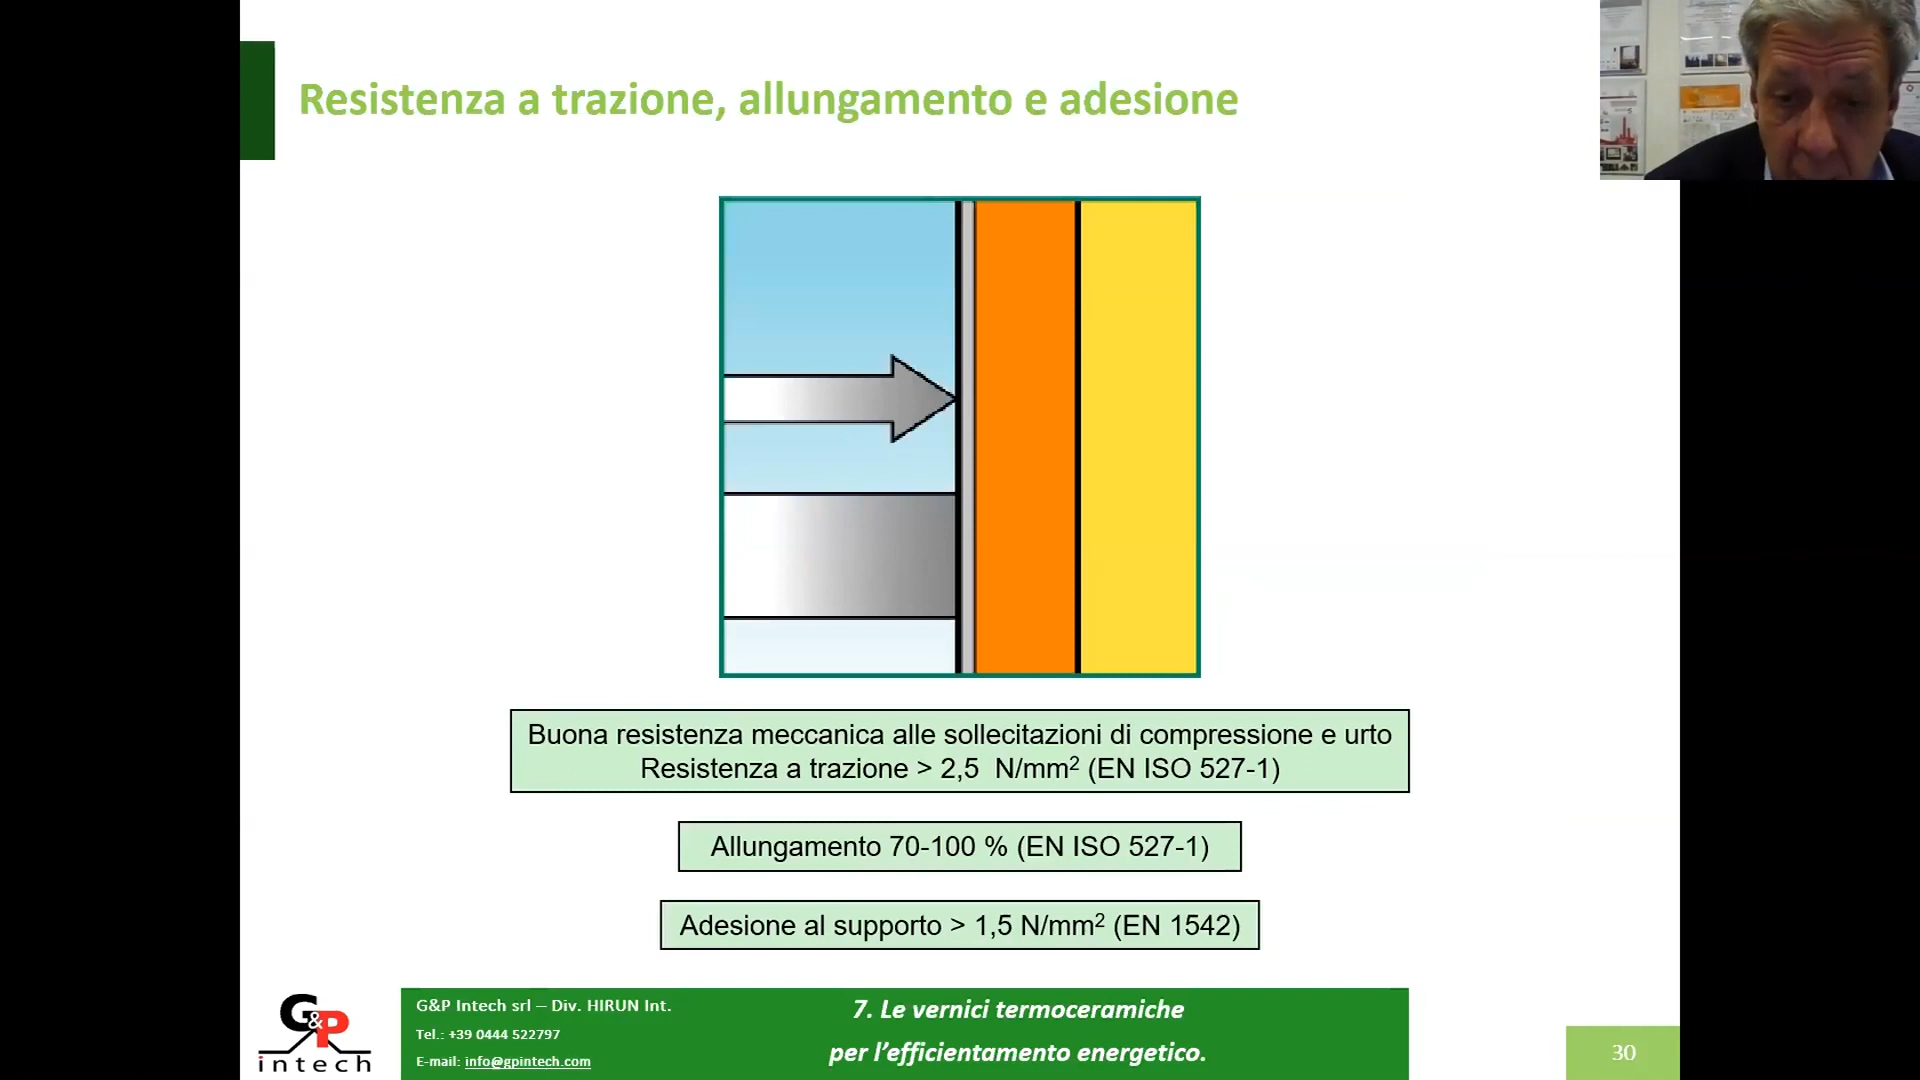 Resistenza a trazione, allungamento e adesione
Buona resistenza meccanica alle sollecitazioni di compressione e urto
Resistenza a trazione > 2,5 N/mm² (EN ISO 527-1)
Allungamento 70-100 % (EN ISO 527-1)
Adesione al supporto > 1,5 N/mm² (EN 1542)
G&P
intech
G&P Intech srl – Div. HIRUN Int.
Tel.: +39 0444 522797
E-mail: info@gpintech.com
7. Le vernici termoceramiche
per l’efficientamento energetico.
30